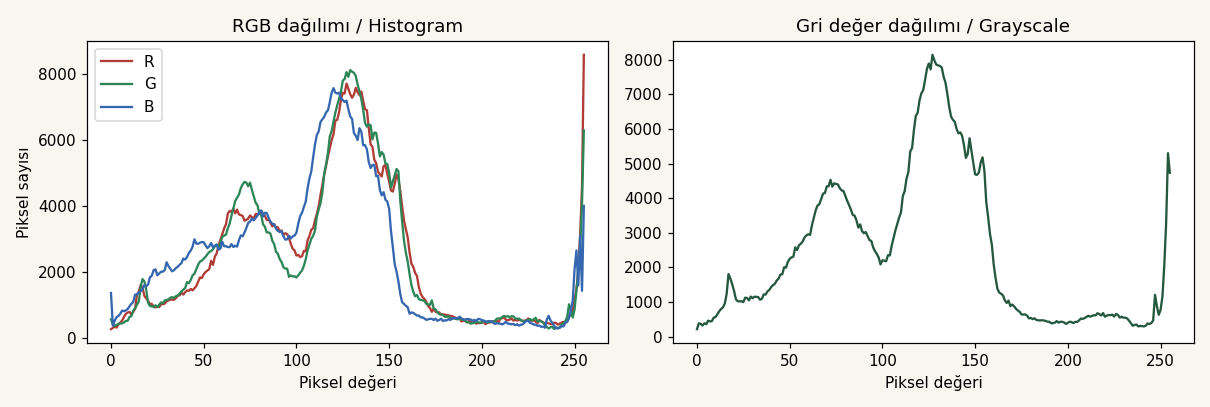 RGB dağılımı / Histogram
R
G
B
Piksel sayısı
8000
6000
4000
2000
0
0 50 100 150 200 250
Piksel değeri
Gri değer dağılımı / Grayscale
8000
7000
6000
5000
4000
3000
2000
1000
0
0 50 100 150 200 250
Piksel değeri